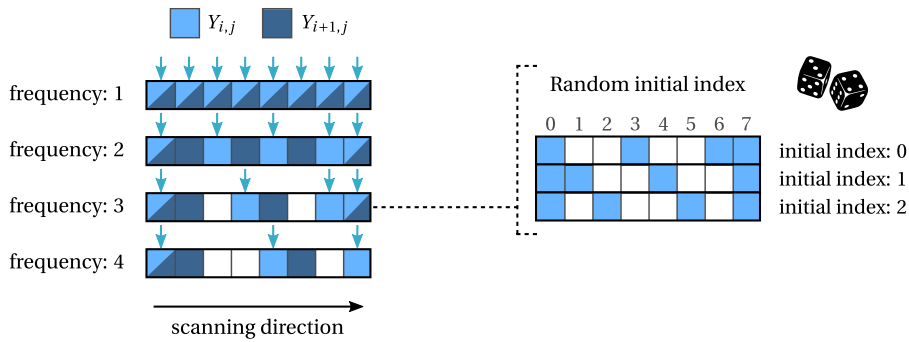 Y_{i,j} Y_{i+1,j}
frequency: 1
frequency: 2
frequency: 3
frequency: 4
scanning direction
Random initial index
0 1 2 3 4 5 6 7
initial index: 0
initial index: 1
initial index: 2